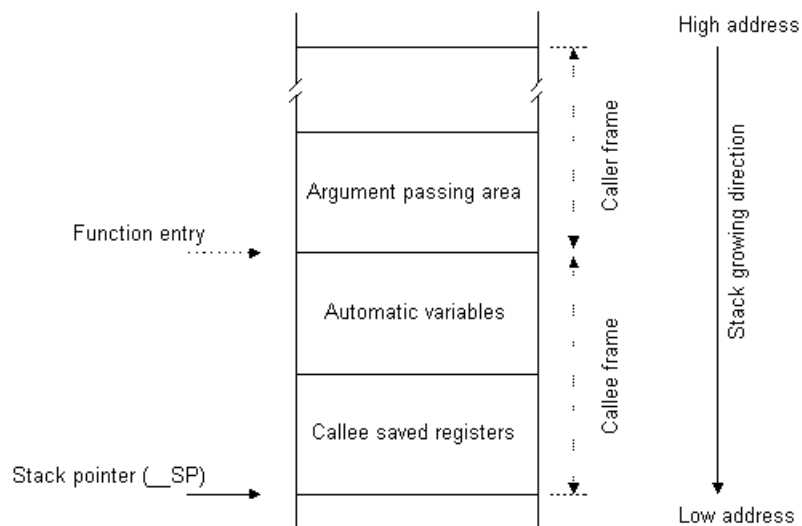 High address
Caller frame
Argument passing area
Function entry
Stack growing direction
Automatic variables
Callee frame
Callee saved registers
Stack pointer (__SP)
Low address